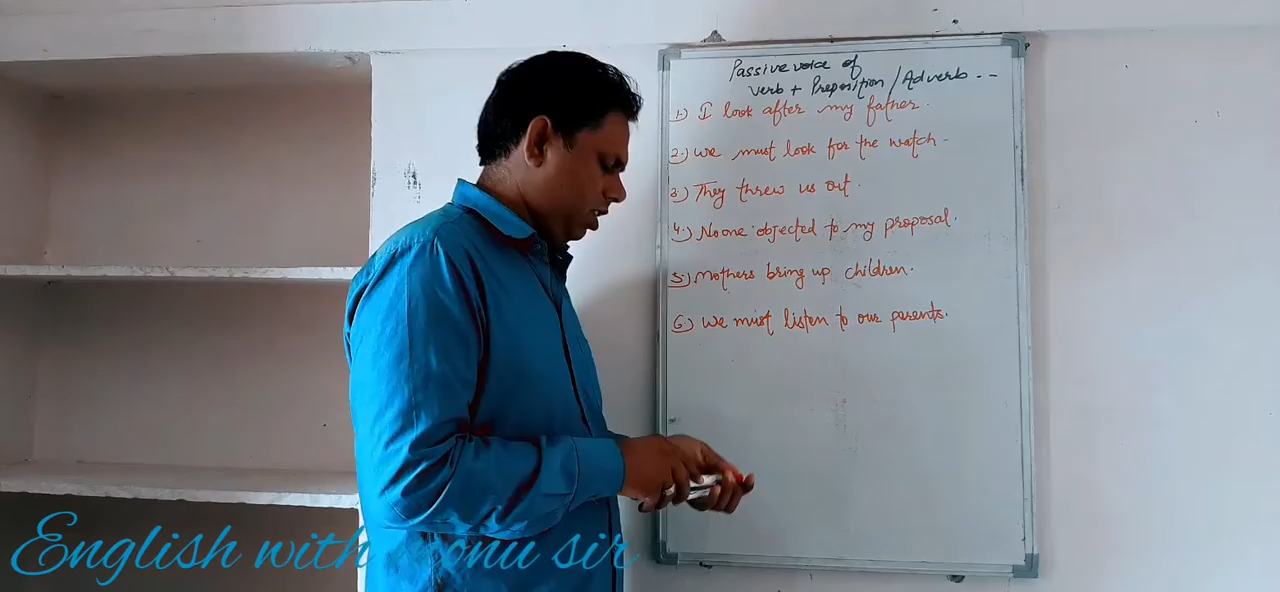 Passive voice of
verb + Preposition / Adverb . --
1.) I look after my father.
2.) We must look for the watch-
3.) They threw us out.
4.) No one objected to my proposal.
5.) Mothers bring up children.
6.) We must listen to our parents.
English with onu sir